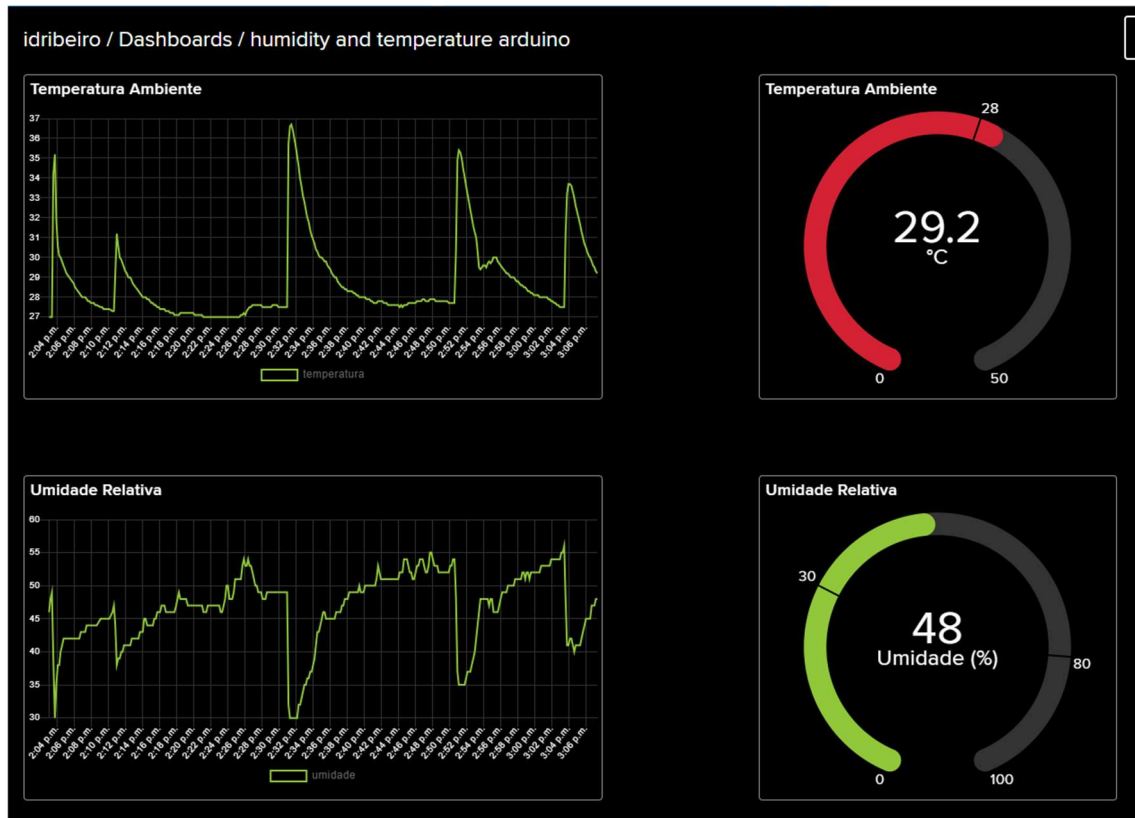 idribeiro / Dashboards / humidity and temperature arduino
Temperatura Ambiente
37
36
35
34
33
32
31
30
29
28
27
2:04 p.m. 2:06 p.m. 2:08 p.m. 2:10 p.m. 2:12 p.m. 2:14 p.m. 2:16 p.m. 2:18 p.m. 2:20 p.m. 2:22 p.m. 2:24 p.m. 2:26 p.m. 2:28 p.m. 2:30 p.m. 2:32 p.m. 2:34 p.m. 2:36 p.m. 2:38 p.m. 2:40 p.m. 2:42 p.m. 2:44 p.m. 2:46 p.m. 2:48 p.m. 2:50 p.m. 2:52 p.m. 2:54 p.m. 2:56 p.m. 2:58 p.m. 3:00 p.m. 3:02 p.m. 3:04 p.m. 3:06 p.m.
temperatura
Temperatura Ambiente
28
29.2
°C
0 50
Umidade Relativa
60
55
50
45
40
35
30
2:04 p.m. 2:06 p.m. 2:08 p.m. 2:10 p.m. 2:12 p.m. 2:14 p.m. 2:16 p.m. 2:18 p.m. 2:20 p.m. 2:22 p.m. 2:24 p.m. 2:26 p.m. 2:28 p.m. 2:30 p.m. 2:32 p.m. 2:34 p.m. 2:36 p.m. 2:38 p.m. 2:40 p.m. 2:42 p.m. 2:44 p.m. 2:46 p.m. 2:48 p.m. 2:50 p.m. 2:52 p.m. 2:54 p.m. 2:56 p.m. 2:58 p.m. 3:00 p.m. 3:02 p.m. 3:04 p.m. 3:06 p.m.
umidade
Umidade Relativa
30
48
Umidade (%)
80
0 100